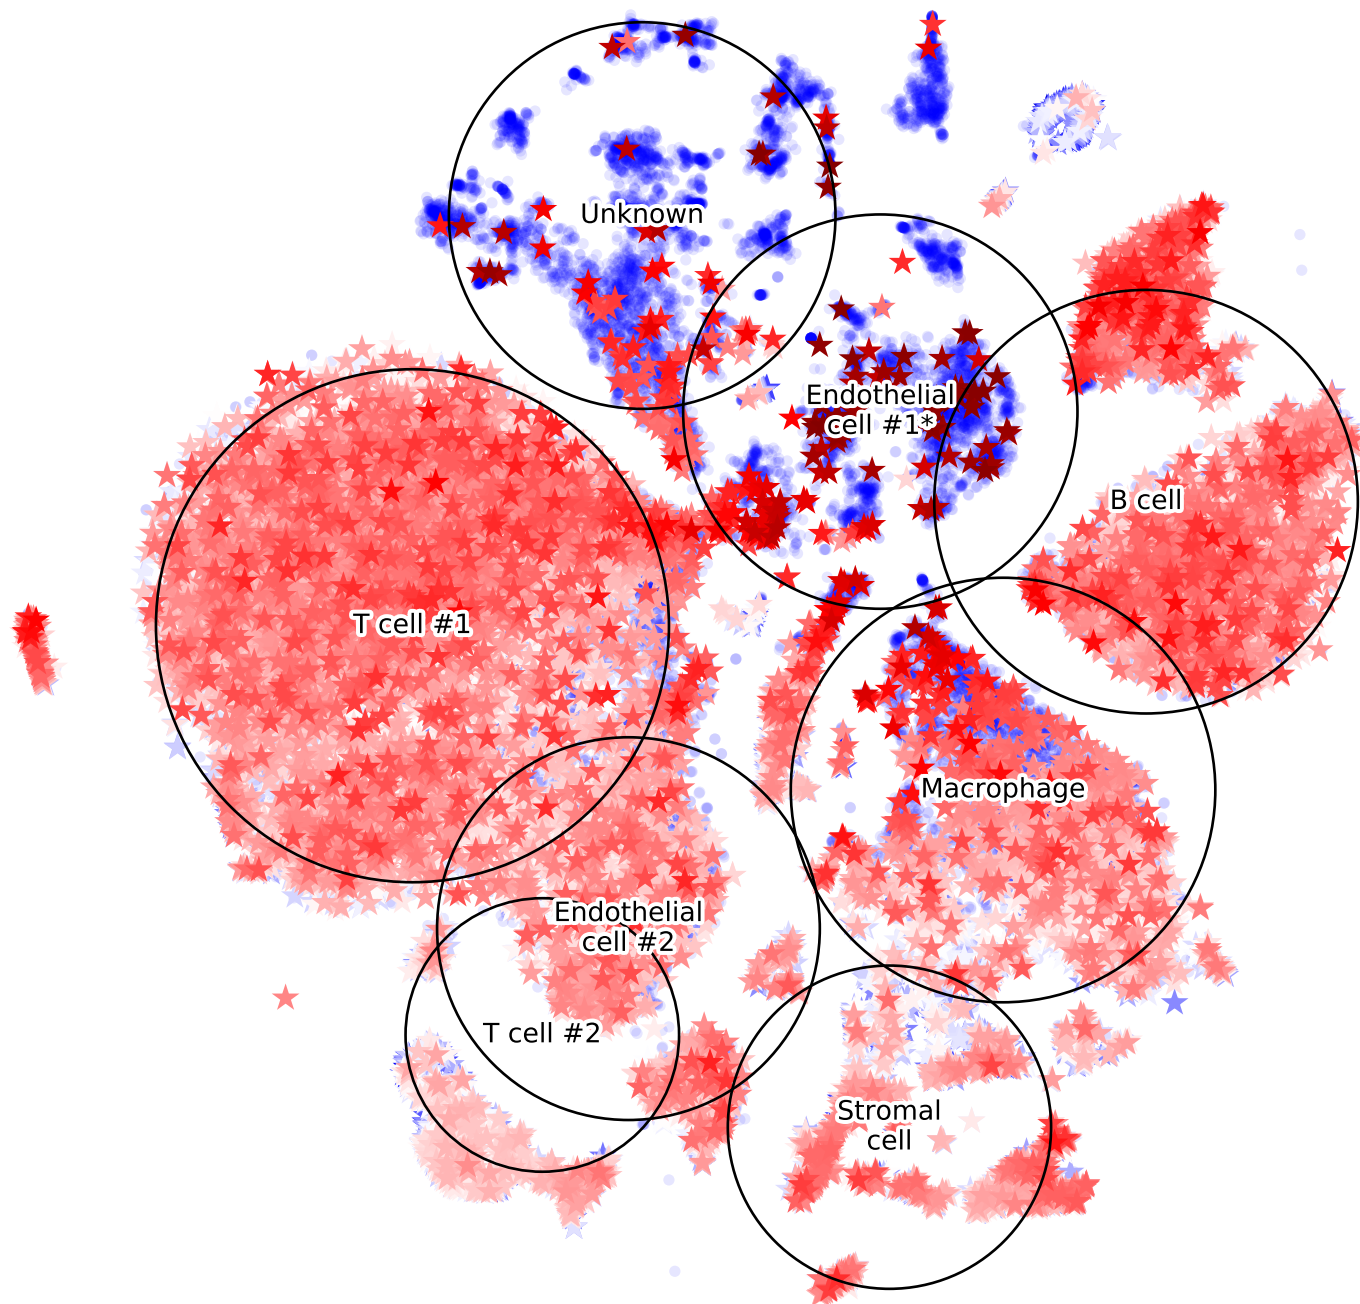 Unknown
Endothelial
cell #1*
B cell
T cell #1
Macrophage
Endothelial
cell #2
T cell #2
Stromal
cell